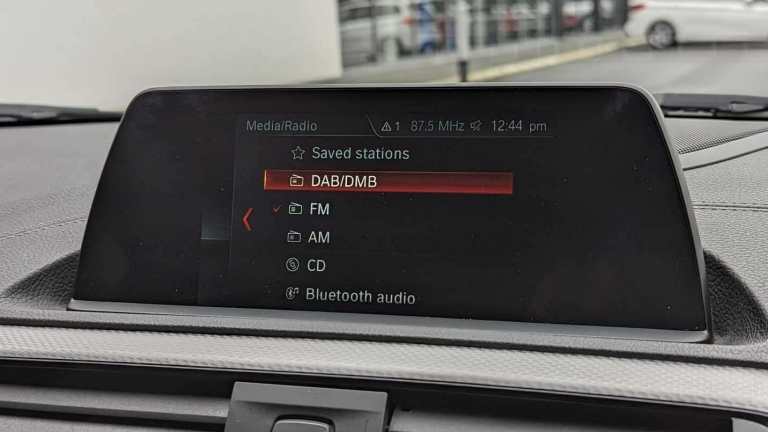 Media/Radio 1 87.5 MHz 12:44 pm
Saved stations
DAB/DMB
FM
AM
CD
Bluetooth audio